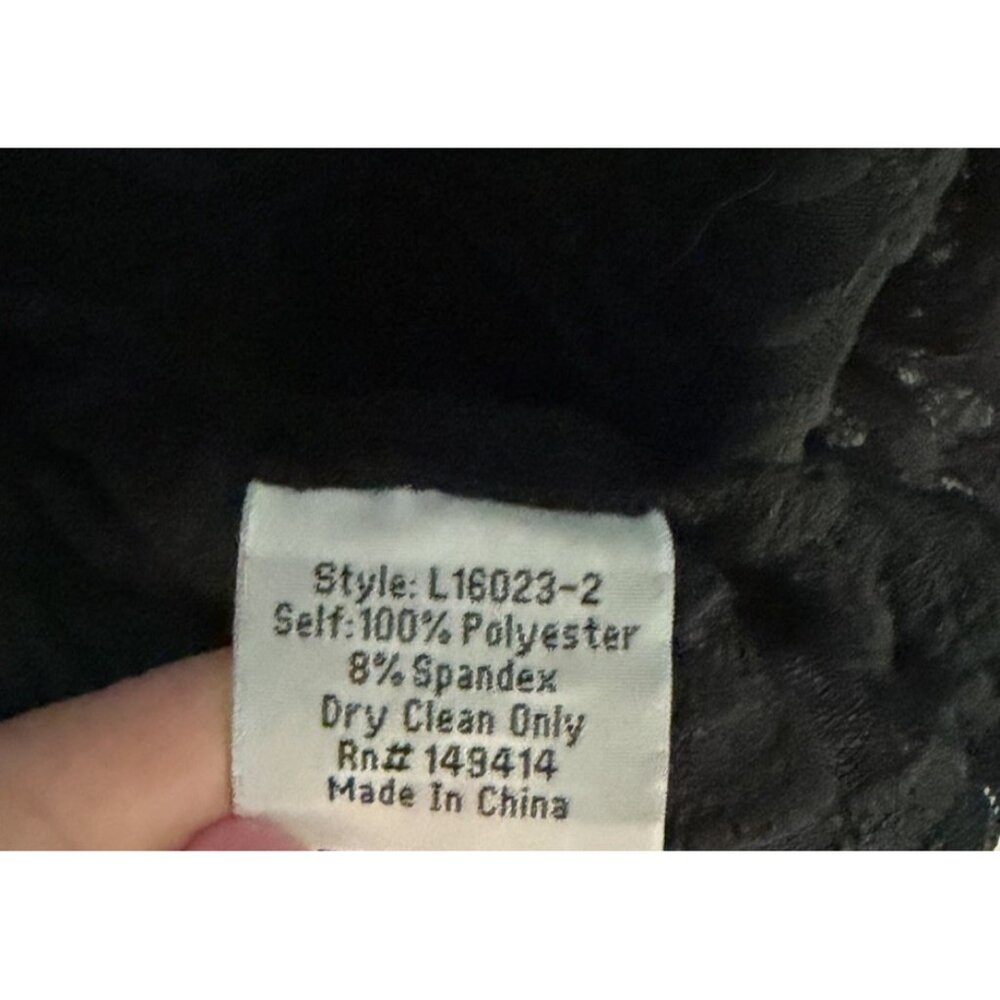 Style: L16023-2
Self:100% Polyester
8% Spandex
Dry Clean Only
Rn# 149414
Made In China